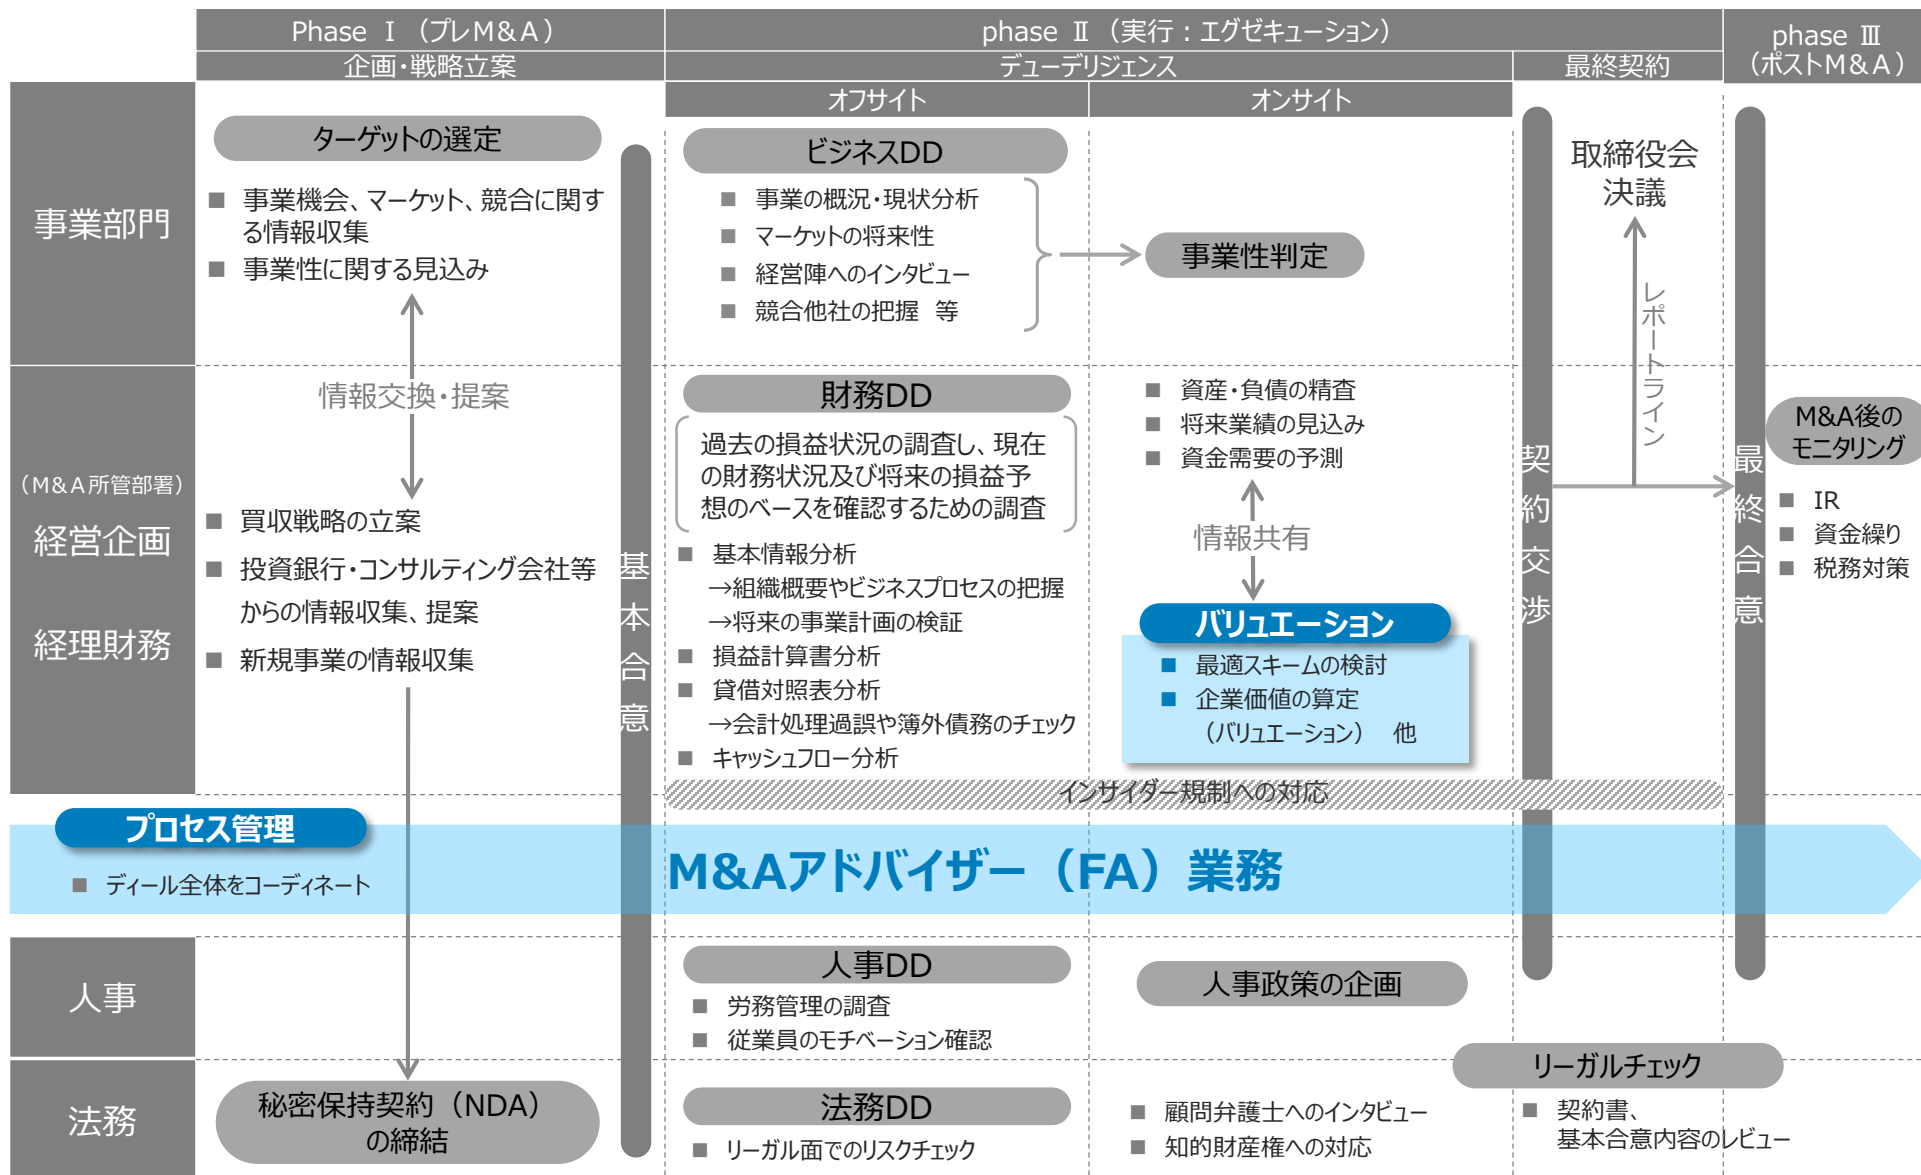 Phase Ⅰ（プレM&A）
phase Ⅱ（実行：エグゼキューション）
phase Ⅲ
（ポストM&A）
企画・戦略立案
デューデリジェンス
最終契約
オフサイト
オンサイト
事業部門
ターゲットの選定
■ 事業機会、マーケット、競合に関す
る情報収集
■ 事業性に関する見込み
情報交換・提案
ビジネスDD
■ 事業の概況・現状分析
■ マーケットの将来性
■ 経営陣へのインタビュー
■ 競合他社の把握 等
事業性判定
取締役会
決議
レポートライン
（M&A所管部署）
経営企画
経理財務
■ 買収戦略の立案
■ 投資銀行・コンサルティング会社等
からの情報収集、提案
■ 新規事業の情報収集
基本合意
財務DD
過去の損益状況の調査し、現在
の財務状況及び将来の損益予
想のベースを確認するための調査
■ 基本情報分析
→組織概要やビジネスプロセスの把握
→将来の事業計画の検証
■ 損益計算書分析
■ 貸借対照表分析
→会計処理過誤や簿外債務のチェック
■ キャッシュフロー分析
■ 資産・負債の精査
■ 将来業績の見込み
■ 資金需要の予測
情報共有
バリュエーション
■ 最適スキームの検討
■ 企業価値の算定
（バリュエーション） 他
契約交渉
最終合意
M&A後の
モニタリング
■ IR
■ 資金繰り
■ 税務対策
インサイダー規制への対応
プロセス管理
■ ディール全体をコーディネート
M&Aアドバイザー（FA）業務
人事
人事DD
■ 労務管理の調査
■ 従業員のモチベーション確認
人事政策の企画
法務
秘密保持契約（NDA）
の締結
法務DD
■ リーガル面でのリスクチェック
■ 顧問弁護士へのインタビュー
■ 知的財産権への対応
リーガルチェック
■ 契約書、
基本合意内容のレビュー